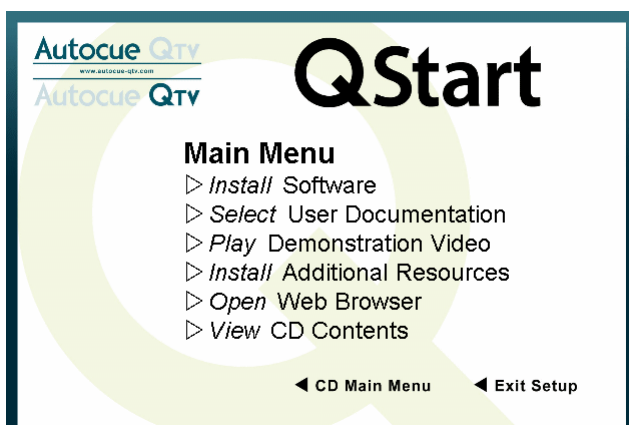 Autocue QTV
www.autocue-qtv.com
Autocue QTV
QStart
Main Menu
Install Software
Select User Documentation
Play Demonstration Video
Install Additional Resources
Open Web Browser
View CD Contents
CD Main Menu
Exit Setup